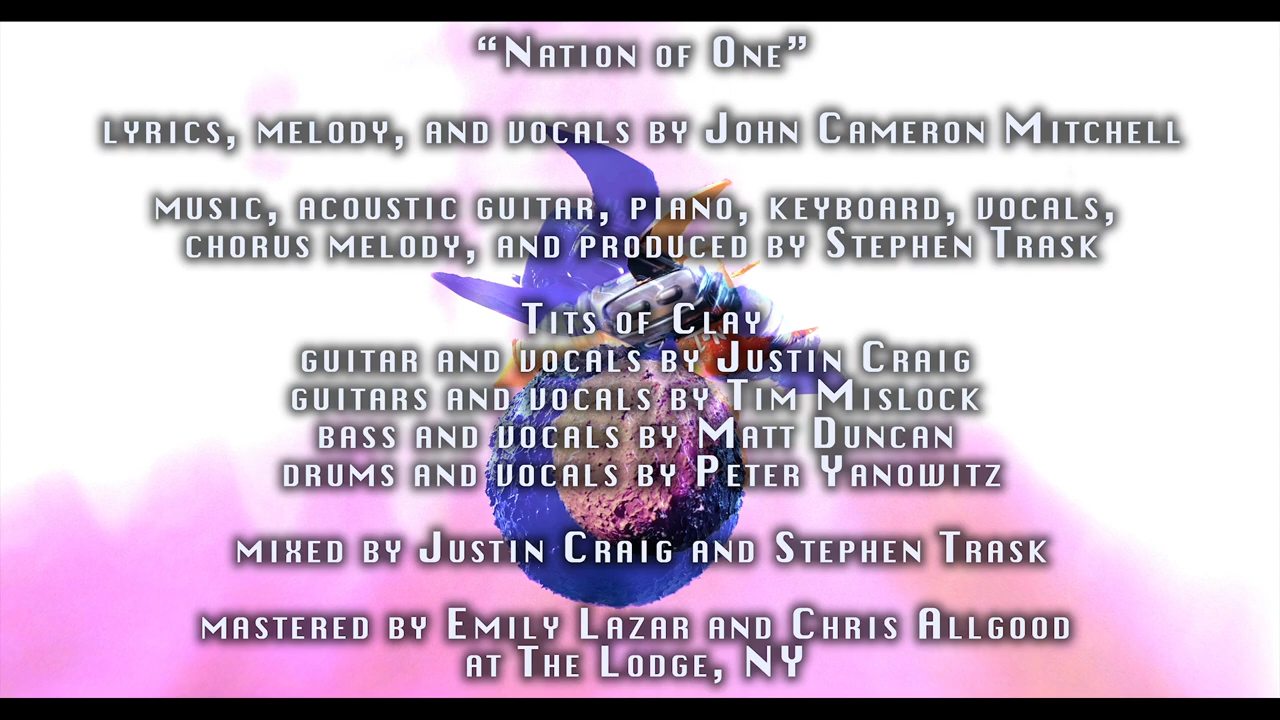 “Nation of One”
lyrics, melody, and vocals by John Cameron Mitchell
music, acoustic guitar, piano, keyboard, vocals,
chorus melody, and produced by Stephen Trask
Tits of Clay
guitar and vocals by Justin Craig
guitars and vocals by Tim Mislock
bass and vocals by Matt Duncan
drums and vocals by Peter Yanowitz
mixed by Justin Craig and Stephen Trask
mastered by Emily Lazar and Chris Allgood
at The Lodge, NY